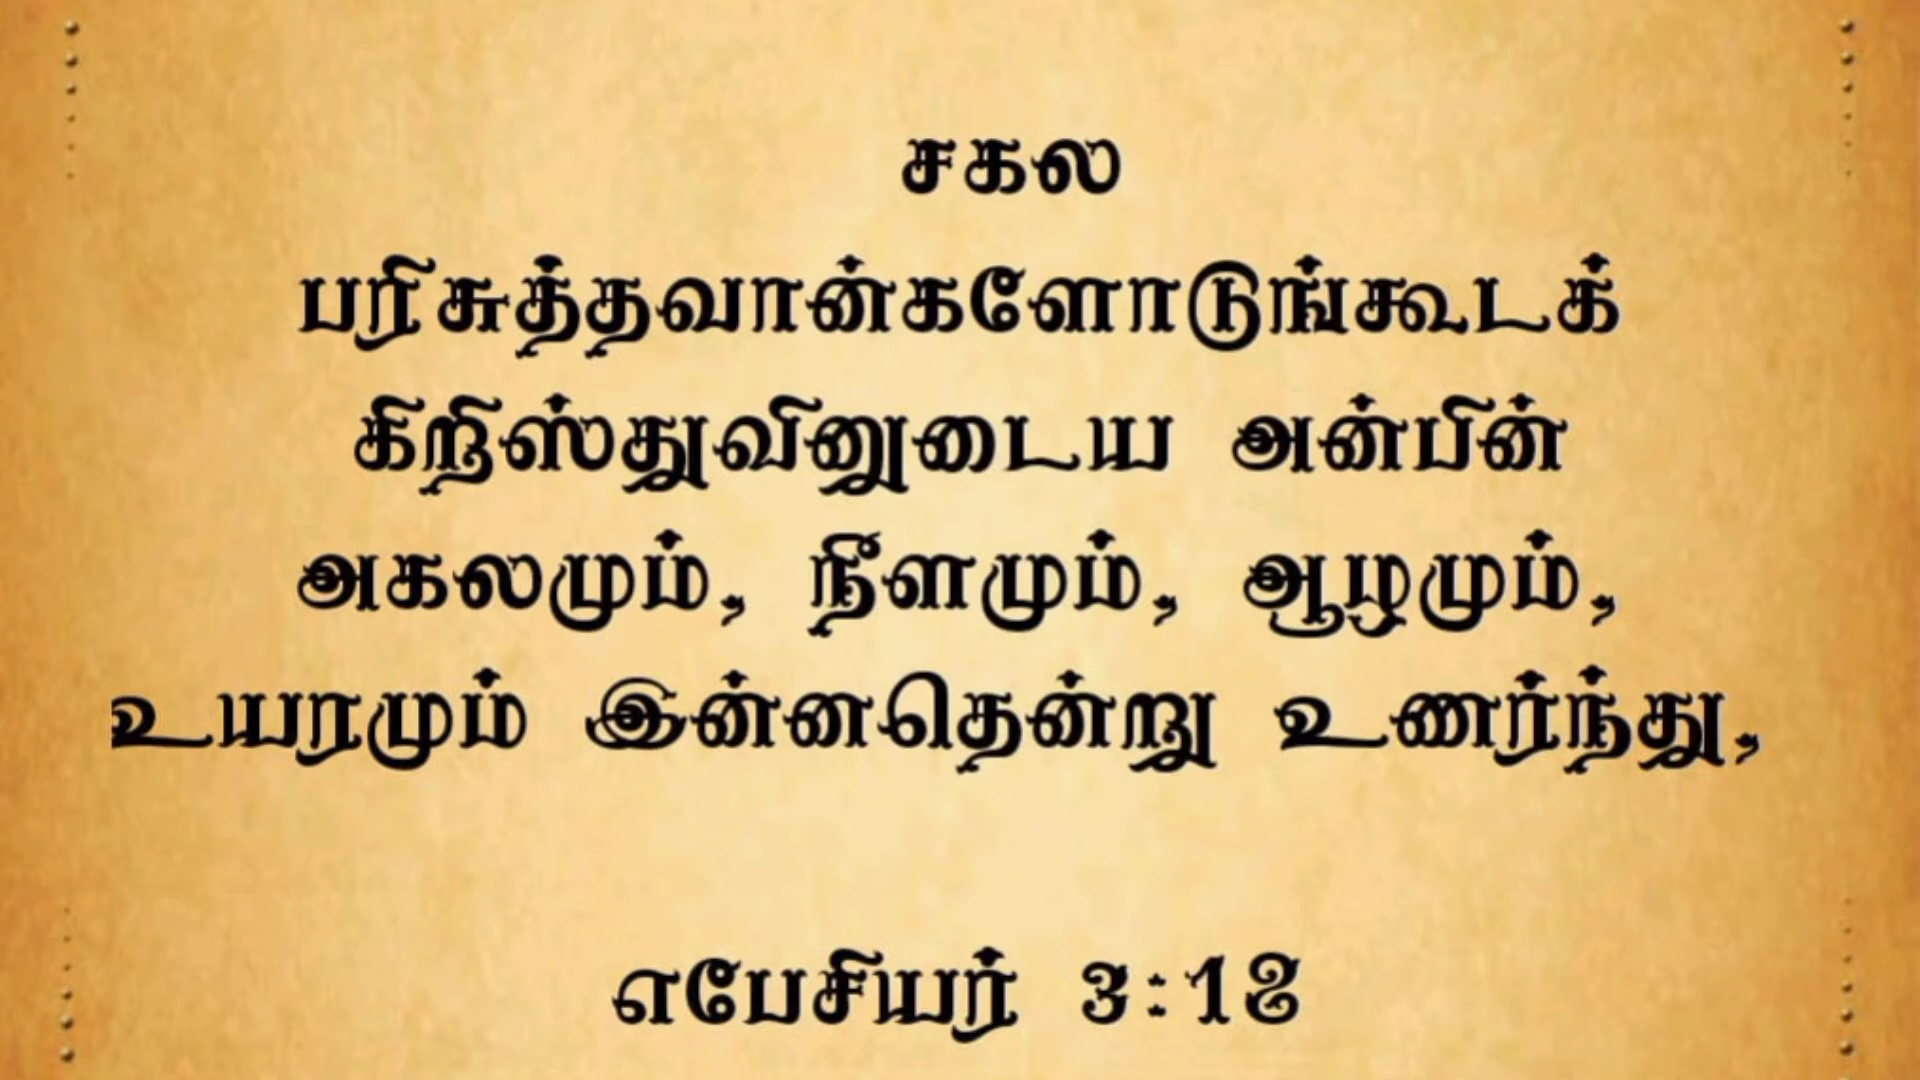 சகல
பரிசுத்தவான்களோடுங்கூடக்
கிறிஸ்துவினுடைய அன்பின்
அகலமும், நீளமும், ஆழமும்,
உயரமும் இன்னதென்று உணர்ந்து,
எபேசியர் 3:18